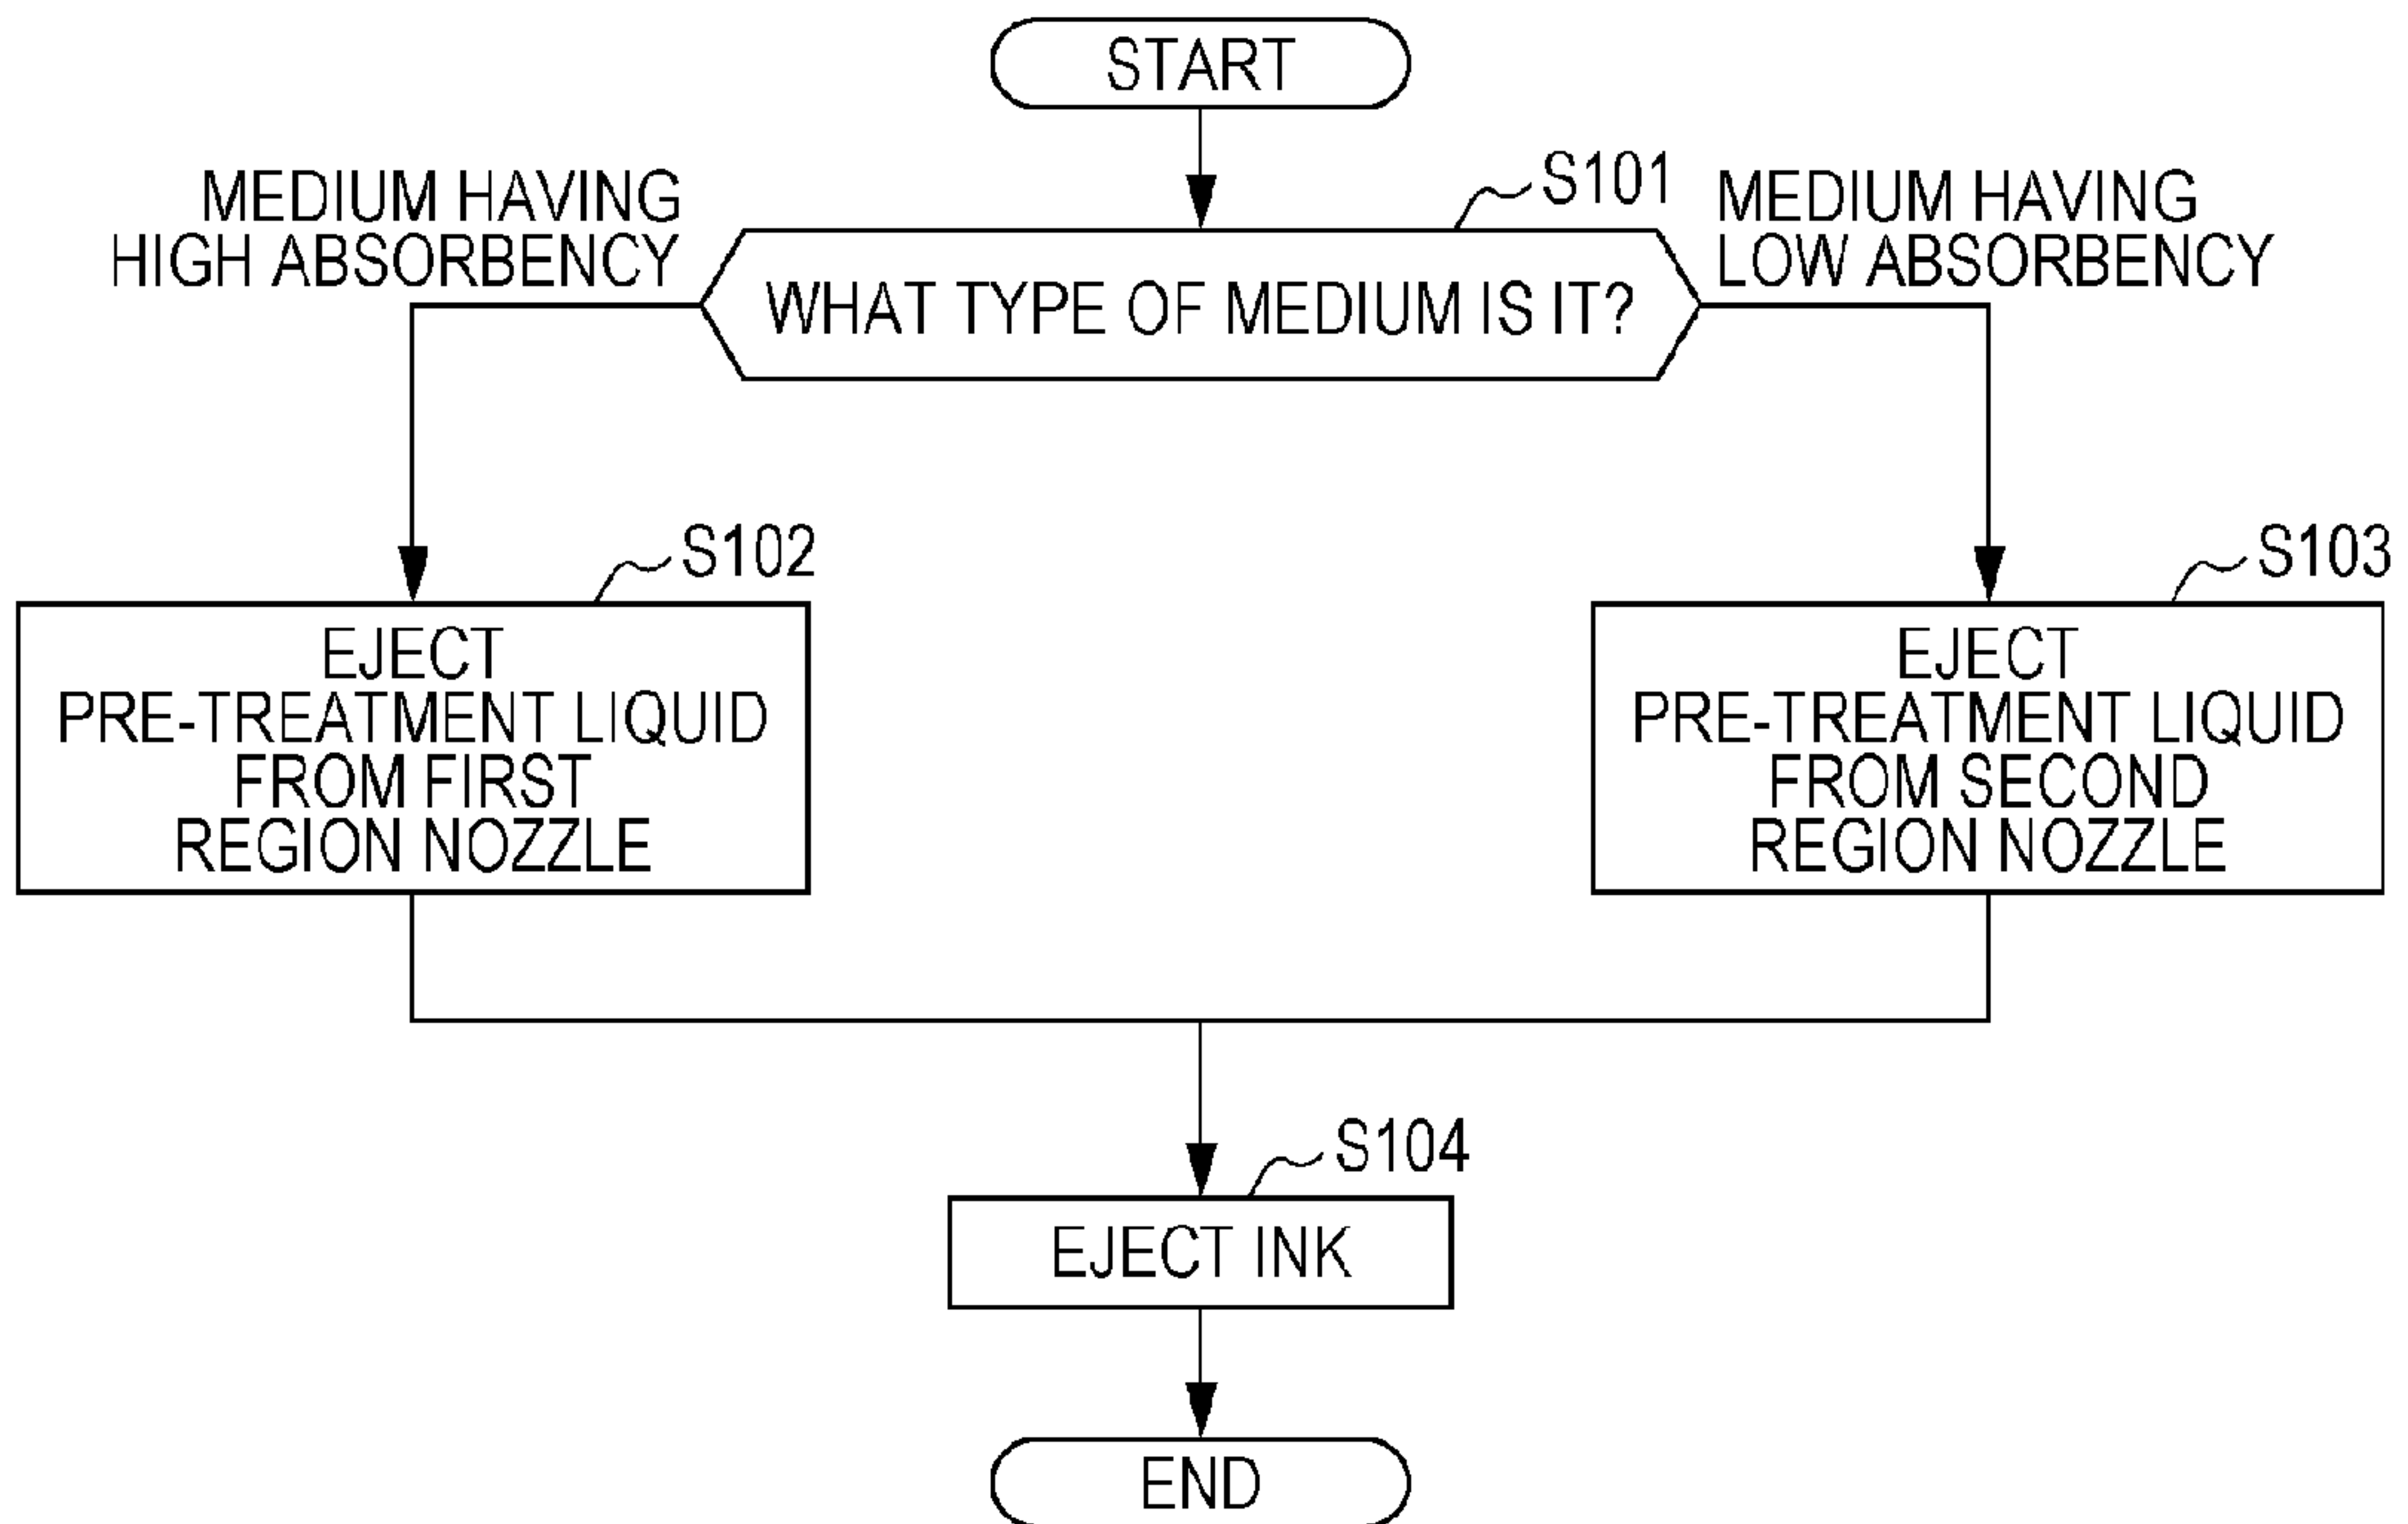 START
S101
MEDIUM HAVING
HIGH ABSORBENCY
MEDIUM HAVING
LOW ABSORBENCY
WHAT TYPE OF MEDIUM IS IT?
S102
EJECT
PRE-TREATMENT LIQUID
FROM FIRST
REGION NOZZLE
S103
EJECT
PRE-TREATMENT LIQUID
FROM SECOND
REGION NOZZLE
S104
EJECT INK
END